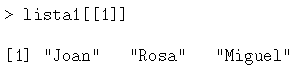 > lista1[[1]]
[1] "Joan" "Rosa" "Miguel"